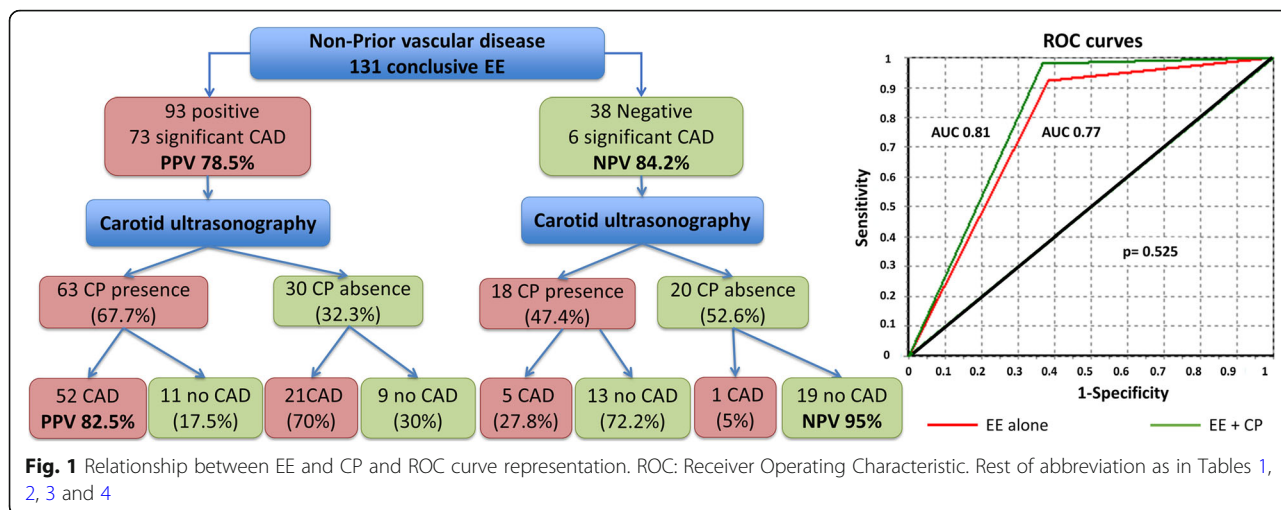 Non-Prior vascular disease
131 conclusive EE
93 positive
73 significant CAD
PPV 78.5%
38 Negative
6 significant CAD
NPV 84.2%
Carotid ultrasonography
Carotid ultrasonography
63 CP presence
(67.7%)
30 CP absence
(32.3%)
18 CP presence
(47.4%)
20 CP absence
(52.6%)
52 CAD
PPV 82.5%
11 no CAD
(17.5%)
21CAD
(70%)
9 no CAD
(30%)
5 CAD
(27.8%)
13 no CAD
(72.2%)
1 CAD
(5%)
19 no CAD
NPV 95%
ROC curves
1
0.9
0.8
0.7
0.6
0.5
0.4
0.3
0.2
0.1
0
Sensitivity
AUC 0.81
AUC 0.77
p= 0.525
0 0.1 0.2 0.3 0.4 0.5 0.6 0.7 0.8 0.9 1
1-Specificity
EE alone
EE + CP
Fig. 1 Relationship between EE and CP and ROC curve representation. ROC: Receiver Operating Characteristic. Rest of abbreviation as in Tables 1,
2, 3 and 4